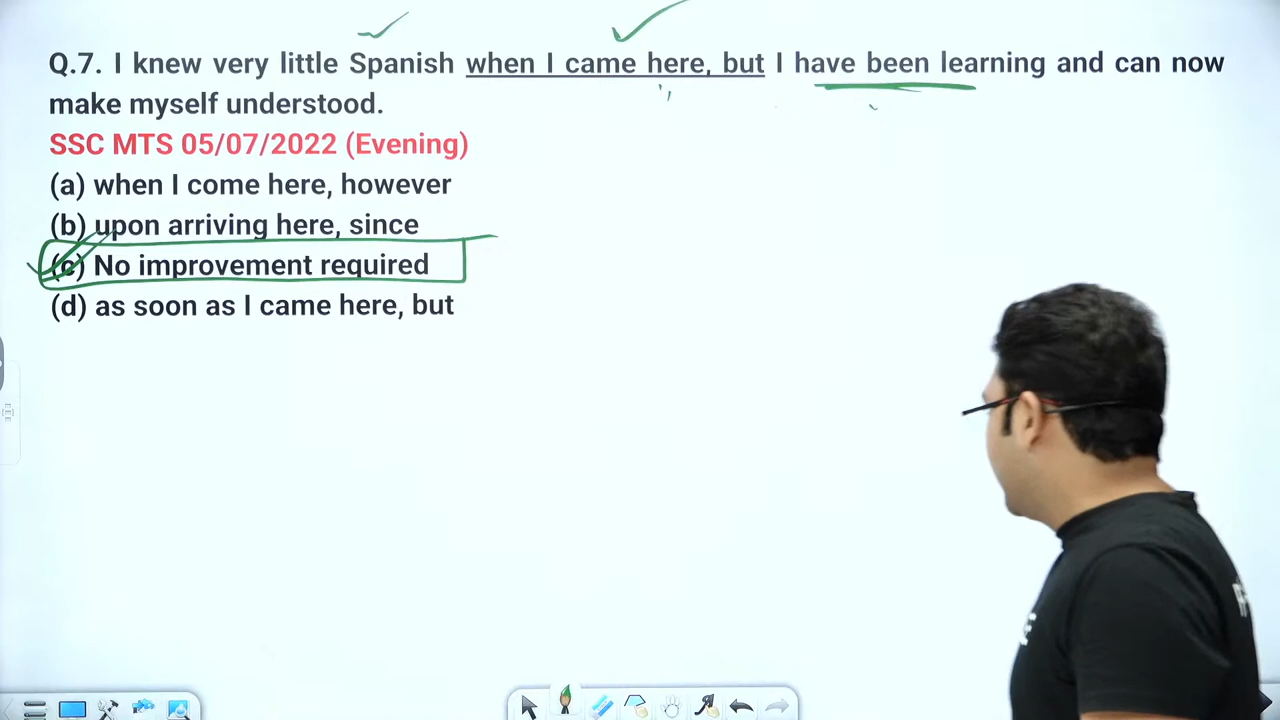 Q.7. I knew very little Spanish when I came here, but I have been learning and can now
make myself understood.
SSC MTS 05/07/2022 (Evening)
(a) when I come here, however
(b) upon arriving here, since
(c) No improvement required
(d) as soon as I came here, but